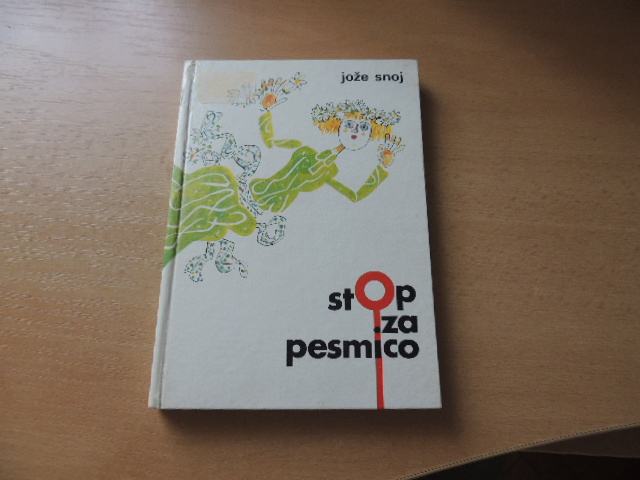 jože snoj
stOp
za
pesmico